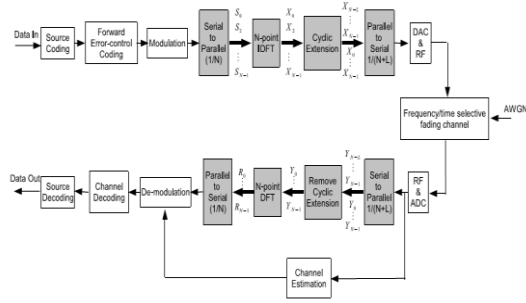 Data In
Source
Coding
Forward
Error-control
Coding
Modulation
Serial
to
Parallel
(1/N)
N-point
IDFT
Cyclic
Extension
Parallel
to
Serial
1/(N+L)
DAC
&
RF
Frequency/time selective
fading channel
AWGN
Data Out
Source
Decoding
Channel
Decoding
De-modulation
Parallel
to
Serial
(1/N)
N-point
DFT
Remove
Cyclic
Extension
Serial
to
Parallel
1/(N+L)
RF
&
ADC
Channel
Estimation